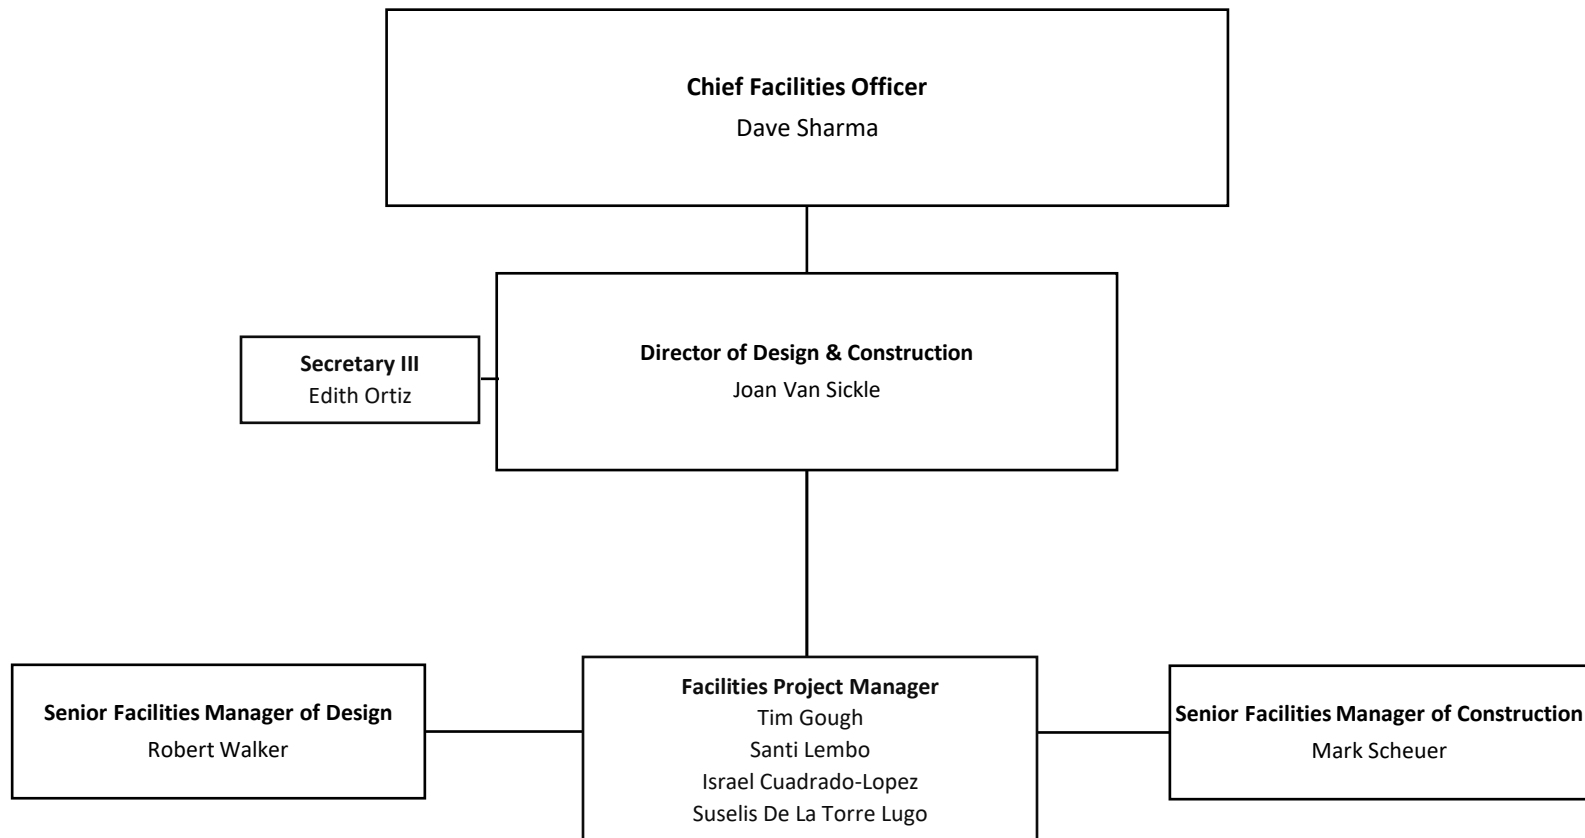 Chief Facilities Officer
Dave Sharma
Director of Design & Construction
Joan Van Sickle
Secretary III
Edith Ortiz
Senior Facilities Manager of Design
Robert Walker
Facilities Project Manager
Tim Gough
Santi Lembo
Israel Cuadrado-Lopez
Suselis De La Torre Lugo
Senior Facilities Manager of Construction
Mark Scheuer